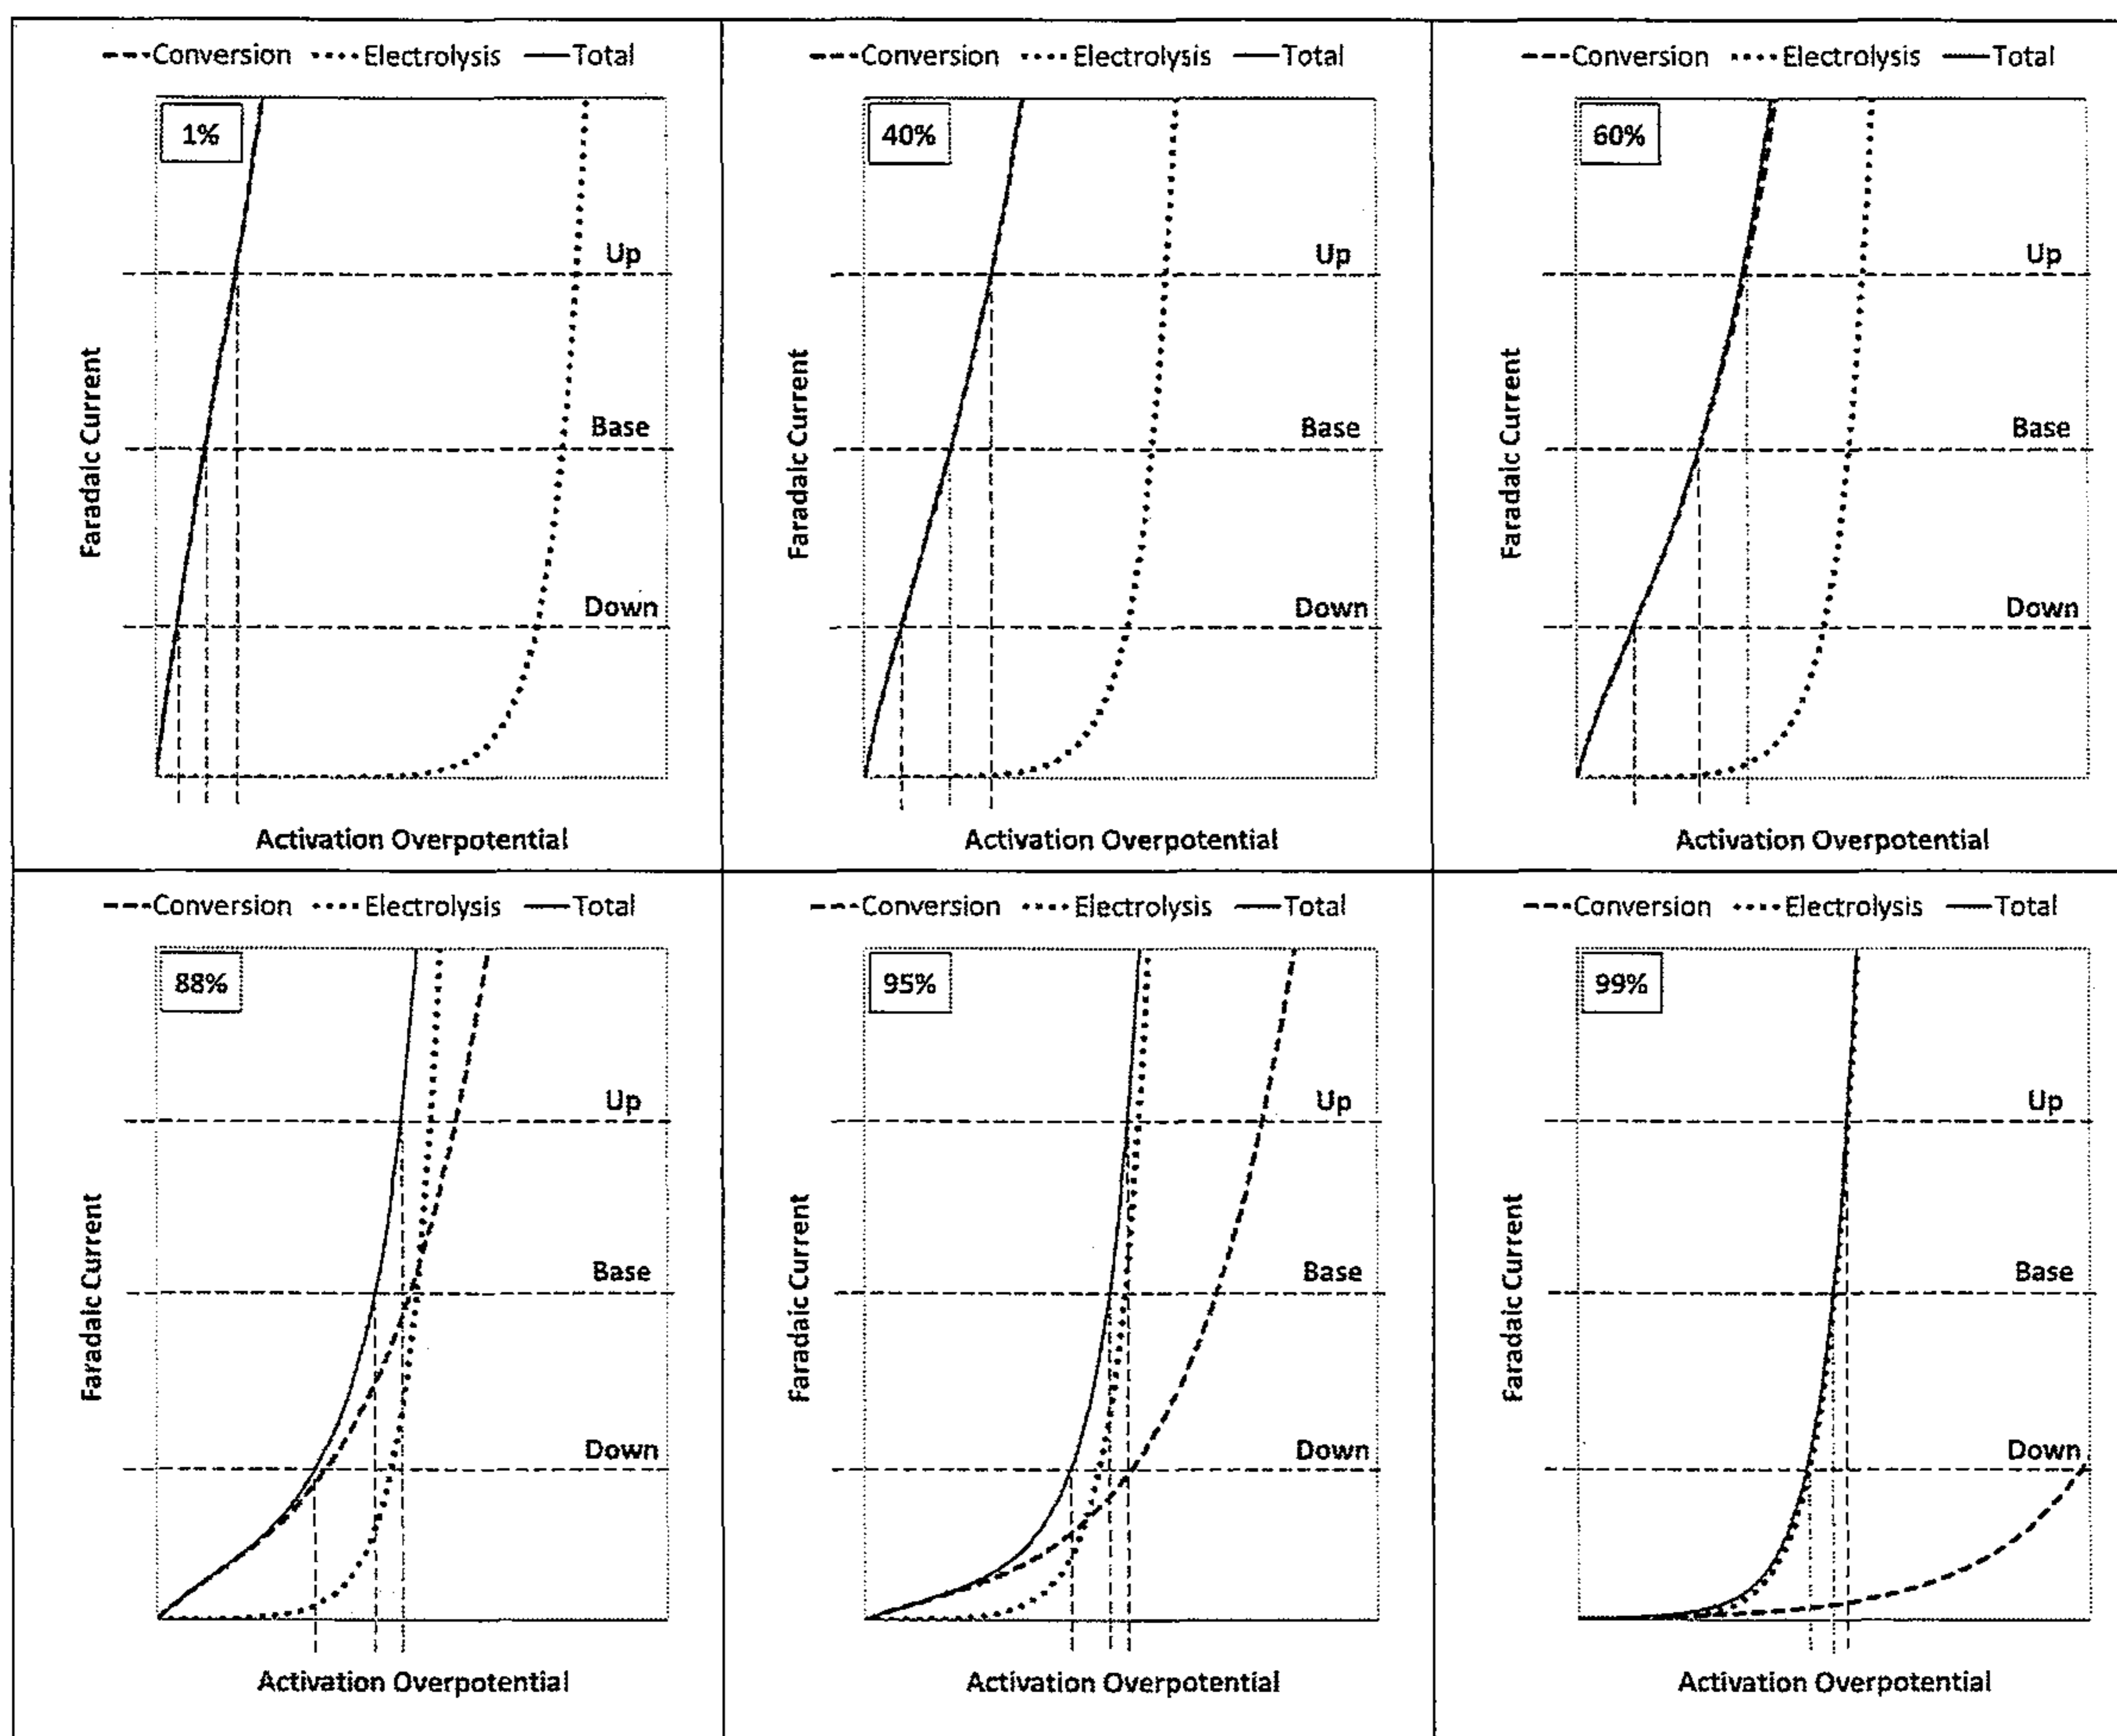 Conversion Electrolysis Total
1%
Up
Base
Down
Faradaic Current
Activation Overpotential
Conversion Electrolysis Total
40%
Up
Base
Down
Faradaic Current
Activation Overpotential
Conversion Electrolysis Total
60%
Up
Base
Down
Faradaic Current
Activation Overpotential
Conversion Electrolysis Total
88%
Up
Base
Down
Faradaic Current
Activation Overpotential
Conversion Electrolysis Total
95%
Up
Base
Down
Faradaic Current
Activation Overpotential
Conversion Electrolysis Total
99%
Up
Base
Down
Faradaic Current
Activation Overpotential